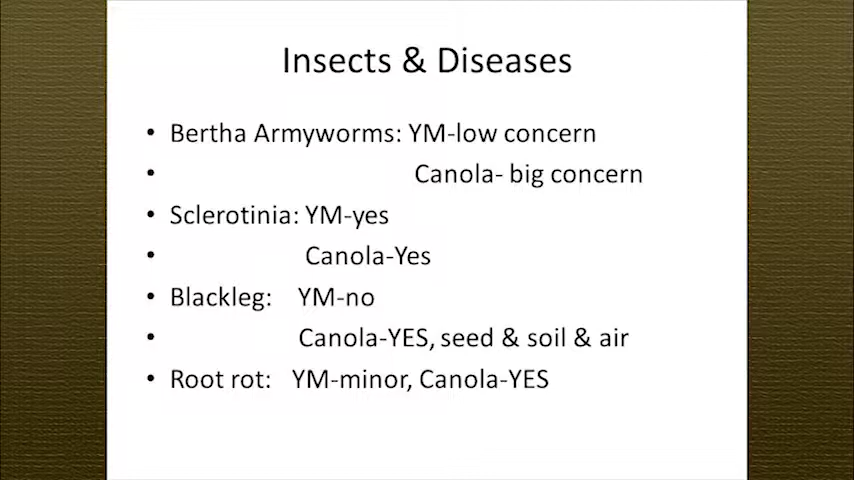 Insects & Diseases
• Bertha Armyworms: YM-low concern
• Canola- big concern
• Sclerotinia: YM-yes
• Canola-Yes
• Blackleg: YM-no
• Canola-YES, seed & soil & air
• Root rot: YM-minor, Canola-YES